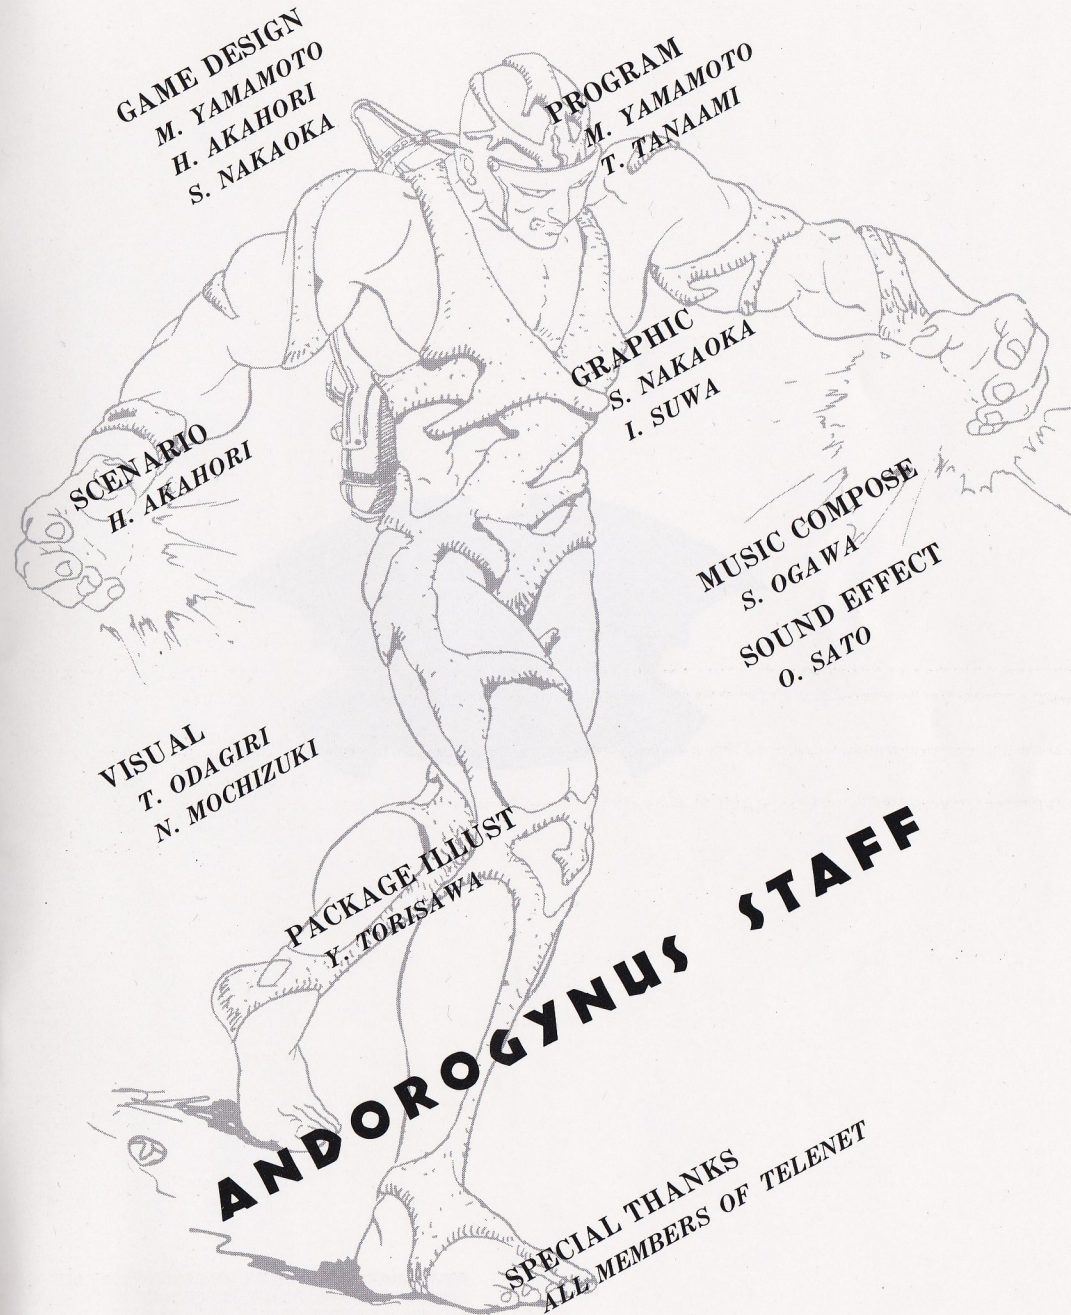 GAME DESIGN
M. YAMAMOTO
H. AKAHORI
S. NAKAOKA
PROGRAM
M. YAMAMOTO
T. TANAAMI
GRAPHIC
S. NAKAOKA
I. SUWA
SCENARIO
H. AKAHORI
MUSIC COMPOSE
S. OGAWA
SOUND EFFECT
O. SATO
VISUAL
T. ODAGIRI
N. MOCHIZUKI
PACKAGE ILLUST
Y. TORISAWA
ANDOROGYNUS STAFF
SPECIAL THANKS
ALL MEMBERS OF TELENET